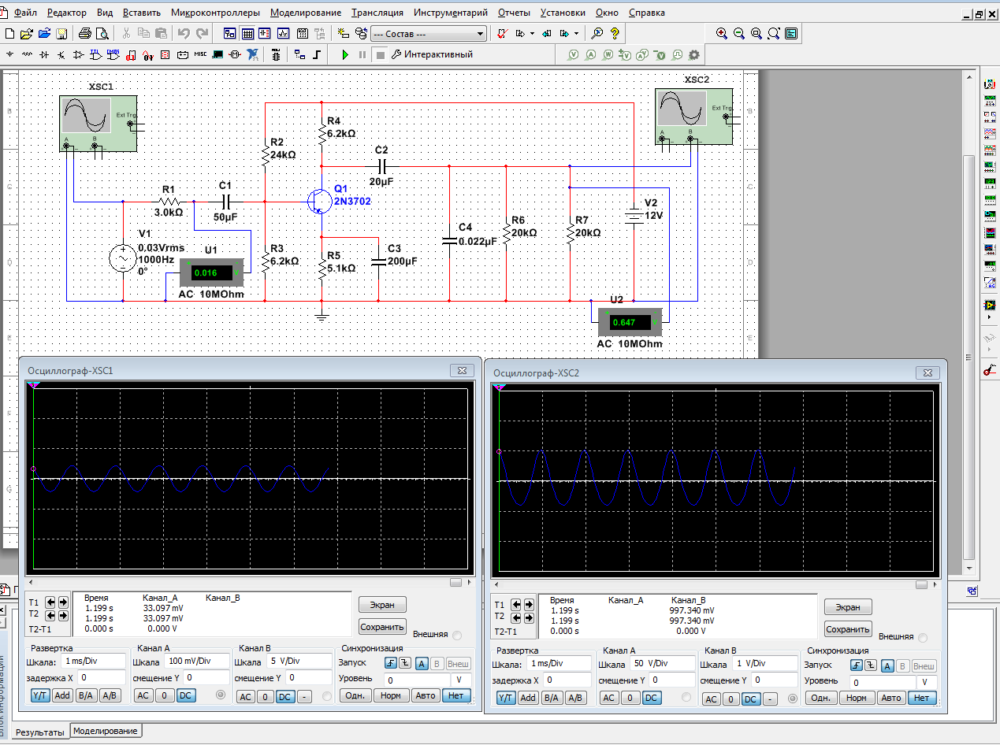 Файл Редактор Вид Вставить Микроконтроллеры Моделирование Трансляция Инструментарий Отчеты Установки Окно Справка
--- Состав ---
MISC Интерактивный
XSC1
XSC2
Ext Trig
A B
Ext Trig
A B
R4
6.2kΩ
R2
24kΩ
C2
20µF
R1
3.0kΩ
C1
50µF
Q1
2N3702
V2
12V
R6
20kΩ
R7
20kΩ
C4
0.022µF
V1
0.03Vrms
1000Hz
0°
U1
0.016 V
AC 10MOhm
R3
6.2kΩ
R5
5.1kΩ
C3
200µF
U2
0.647 V
AC 10MOhm
Осциллограф-XSC1
Время Канал_A Канал_B
T1 1.199 s 33.097 mV
T2 1.199 s 33.097 mV
T2-T1 0.000 s 0.000 V
Экран
Сохранить
Внешняя
Развертка Канал A Канал B Синхронизация
Шкала: 1 ms/Div Шкала 100 mV/Div Шкала 5 V/Div Запуск A B Внеш
задержка X 0 смещение Y 0 смещение Y 0 Уровень 0 V
Y/T Add B/A A/B AC 0 DC AC 0 DC - Одн. Норм Авто Нет
Осциллограф-XSC2
Время Канал_A Канал_B
T1 1.199 s 997.340 mV
T2 1.199 s 997.340 mV
T2-T1 0.000 s 0.000 V
Экран
Сохранить
Внешняя
Развертка Канал A Канал B Синхронизация
Шкала: 1 ms/Div Шкала 50 V/Div Шкала 1 V/Div Запуск A B Внеш
задержка X 0 смещение Y 0 смещение Y 0 Уровень 0 V
Y/T Add B/A A/B AC 0 DC AC 0 DC - Одн. Норм Авто Нет
Результаты Моделирование